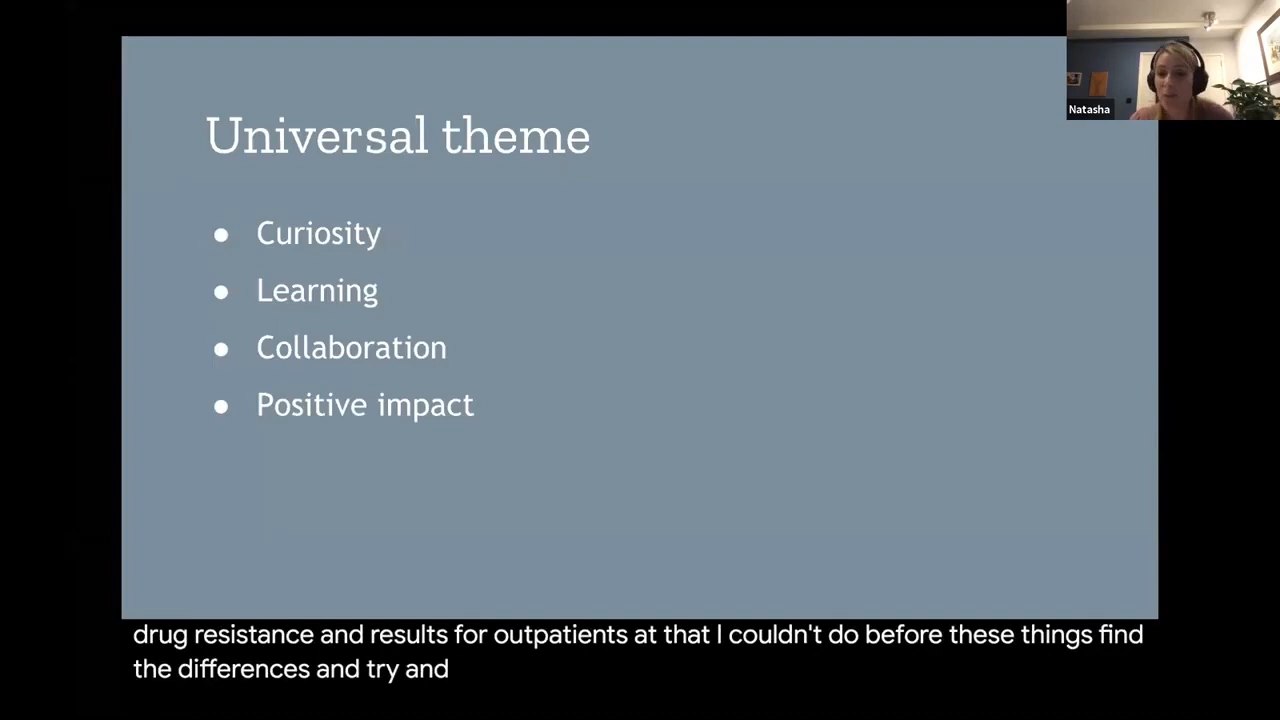 Universal theme
● Curiosity
● Learning
● Collaboration
● Positive impact
Natasha
drug resistance and results for outpatients at that I couldn't do before these things find
the differences and try and